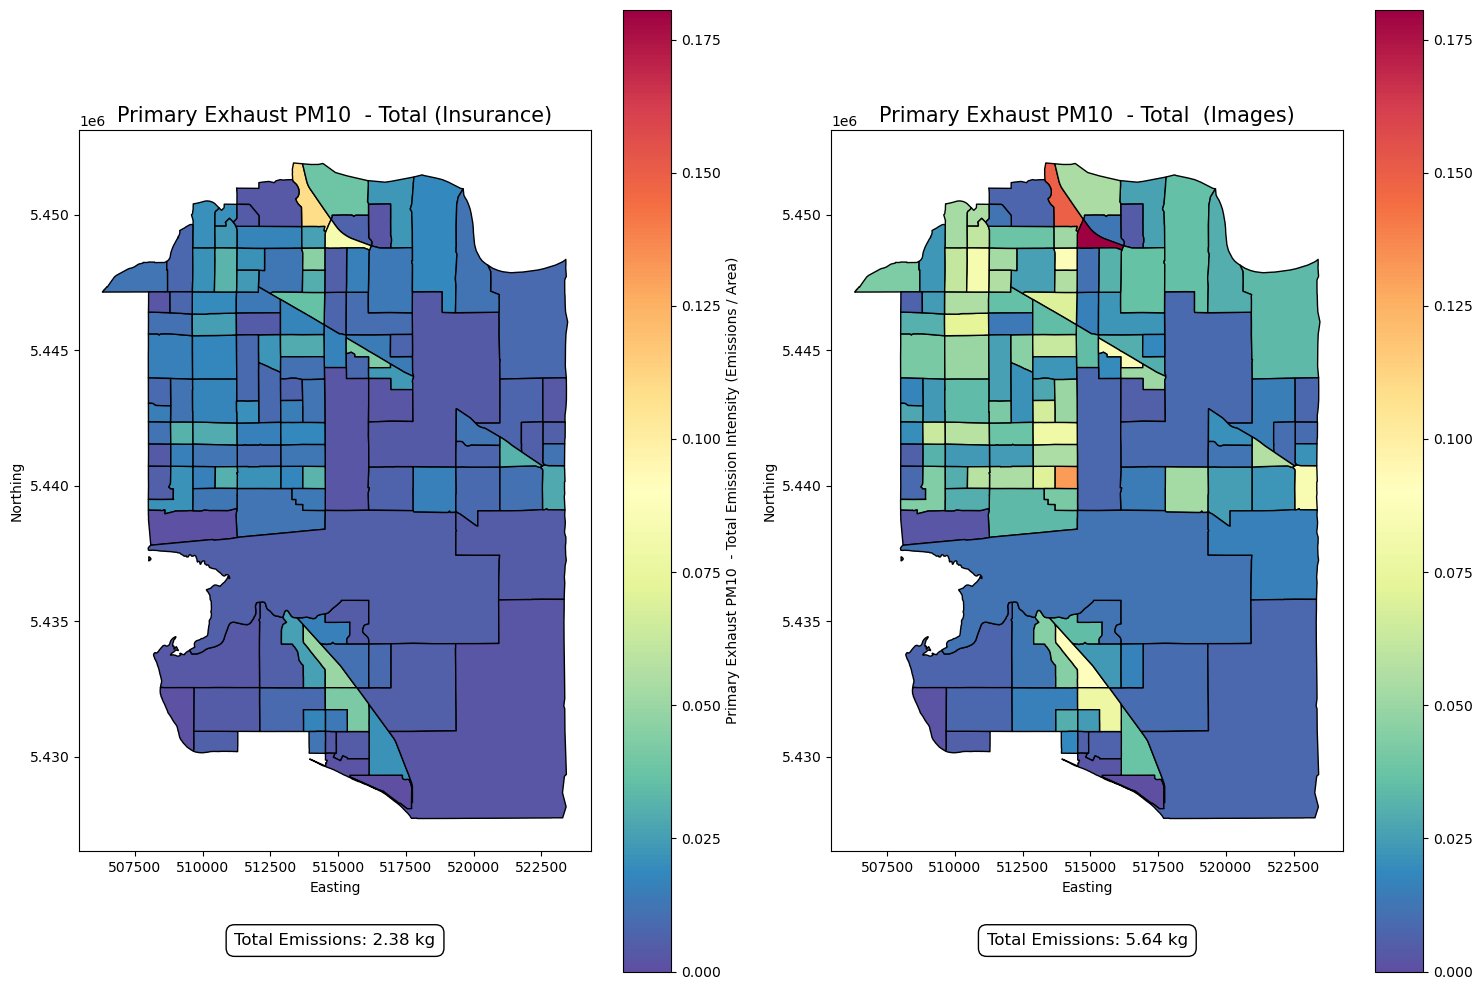 Primary Exhaust PM10  - Total (Insurance)
1e6
5.450
5.445
5.440
5.435
5.430
Northing
507500 510000 512500 515000 517500 520000 522500
Easting
Total Emissions: 2.38 kg
0.175
0.150
0.125
0.100
0.075
0.050
0.025
0.000
Primary Exhaust PM10  - Total Emission Intensity (Emissions / Area)
Primary Exhaust PM10  - Total  (Images)
1e6
5.450
5.445
5.440
5.435
5.430
Northing
507500 510000 512500 515000 517500 520000 522500
Easting
Total Emissions: 5.64 kg
0.175
0.150
0.125
0.100
0.075
0.050
0.025
0.000